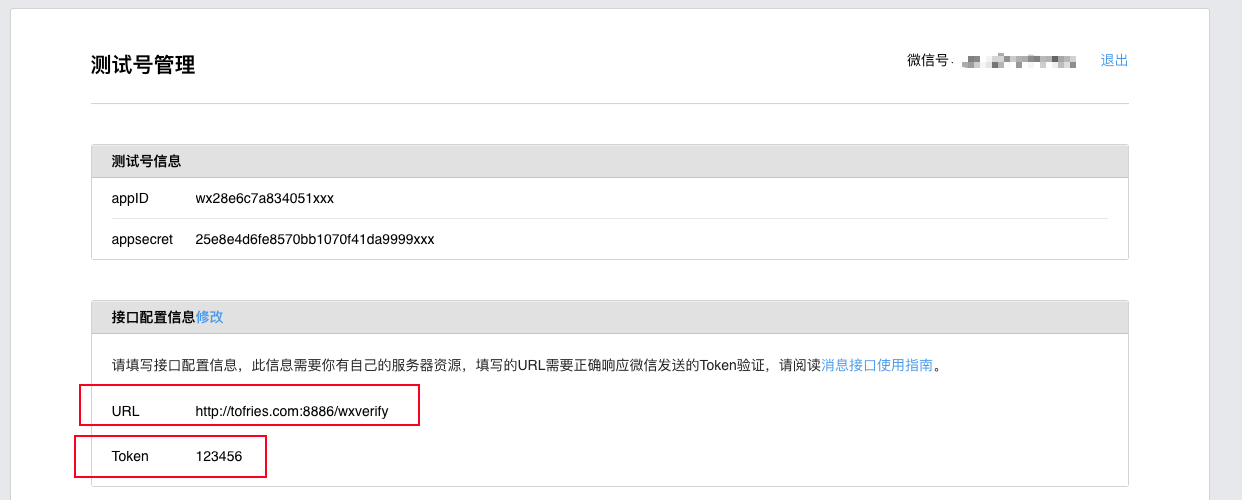 测试号管理
微信号
退出
测试号信息
appID wx28e6c7a834051xxx
appsecret 25e8e4d6fe8570bb1070f41da9999xxx
接口配置信息修改
请填写接口配置信息，此信息需要你有自己的服务器资源，填写的URL需要正确响应微信发送的Token验证，请阅读消息接口使用指南。
URL http://tofries.com:8886/wxverify
Token 123456